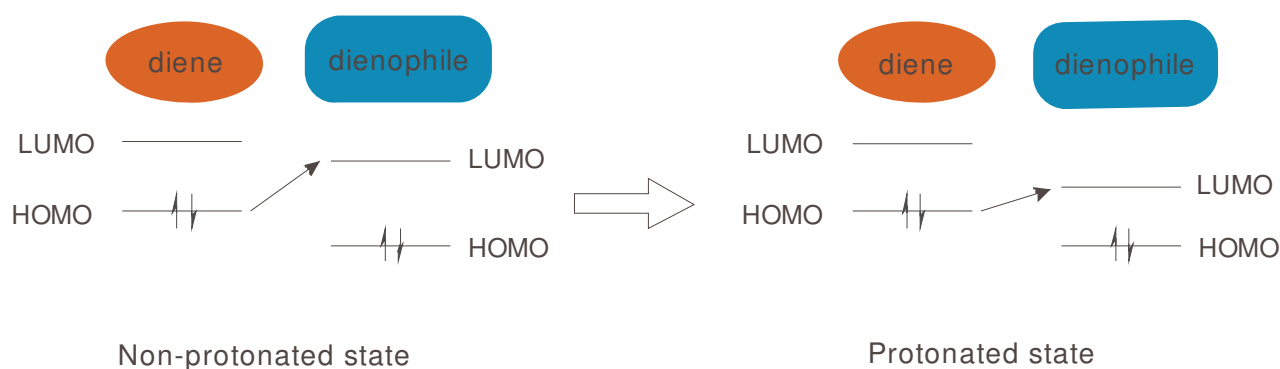 diene
dienophile
LUMO
LUMO
HOMO
HOMO
Non-protonated state
diene
dienophile
LUMO
LUMO
HOMO
HOMO
Protonated state